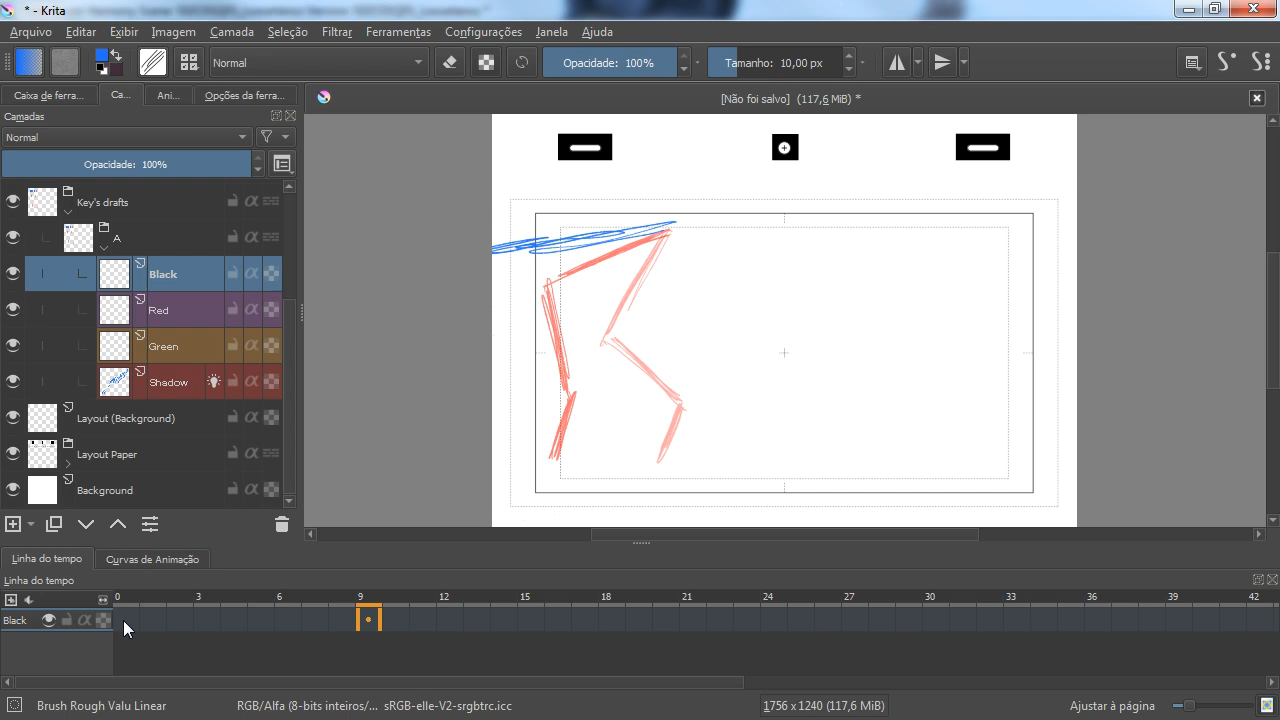 * - Krita
Arquivo Editar Exibir Imagem Camada Seleção Filtrar Ferramentas Configurações Janela Ajuda
Normal Opacidade: 100% Tamanho: 10,00 px
Caixa de ferra... Ca... Ani... Opções da ferra...
[Não foi salvo] (117,6 MiB) *
Camadas
Normal
Opacidade: 100%
Key's drafts
A
Black
Red
Green
Shadow
Layout (Background)
Layout Paper
Background
Linha do tempo Curvas de Animação
Linha do tempo
0 3 6 9 12 15 18 21 24 27 30 33 36 39 42
Black
Brush Rough Valu Linear RGB/Alfa (8-bits inteiros/... sRGB-elle-V2-srgbtrc.icc 1756 x 1240 (117,6 MiB) Ajustar à página